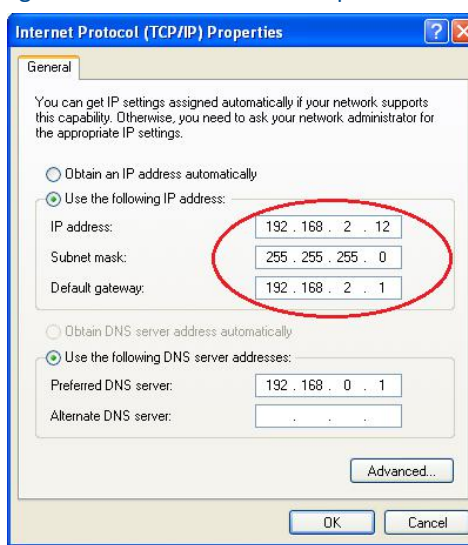 Internet Protocol (TCP/IP) Properties
General
You can get IP settings assigned automatically if your network supports
this capability. Otherwise, you need to ask your network administrator for
the appropriate IP settings.
Obtain an IP address automatically
Use the following IP address:
IP address: 192 . 168 . 2 . 12
Subnet mask: 255 . 255 . 255 . 0
Default gateway: 192 . 168 . 2 . 1
Obtain DNS server address automatically
Use the following DNS server addresses:
Preferred DNS server: 192 . 168 . 0 . 1
Alternate DNS server: . . .
Advanced...
OK Cancel